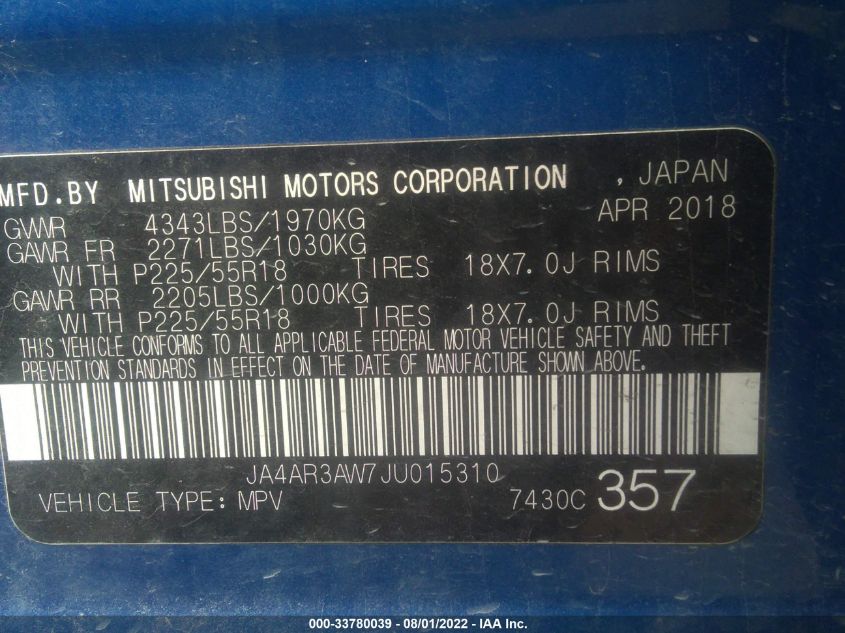 MFD.BY MITSUBISHI MOTORS CORPORATION , JAPAN
GVWR 4343LBS/1970KG APR 2018
GAWR FR 2271LBS/1030KG
WITH P225/55R18 TIRES 18X7.0J RIMS
GAWR RR 2205LBS/1000KG
WITH P225/55R18 TIRES 18X7.0J RIMS
THIS VEHICLE CONFORMS TO ALL APPLICABLE FEDERAL MOTOR VEHICLE SAFETY AND THEFT
PREVENTION STANDARDS IN EFFECT ON THE DATE OF MANUFACTURE SHOWN ABOVE.
JA4AR3AW7JU015310
VEHICLE TYPE: MPV 7430C 357
000-33780039 - 08/01/2022 - IAA Inc.